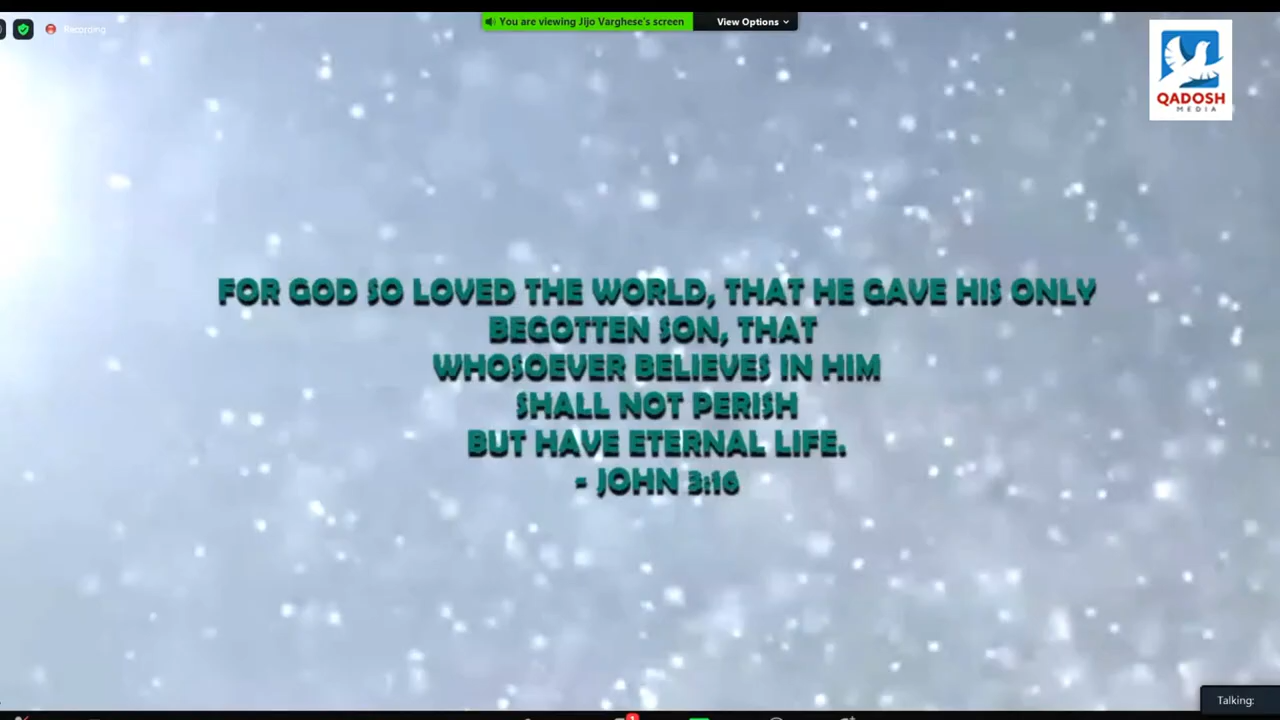 Recording
You are viewing Jijo Varghese's screen
View Options
QADOSH
MEDIA
FOR GOD SO LOVED THE WORLD, THAT HE GAVE HIS ONLY
BEGOTTEN SON, THAT
WHOSOEVER BELIEVES IN HIM
SHALL NOT PERISH
BUT HAVE ETERNAL LIFE.
- JOHN 3:16
Talking:
1